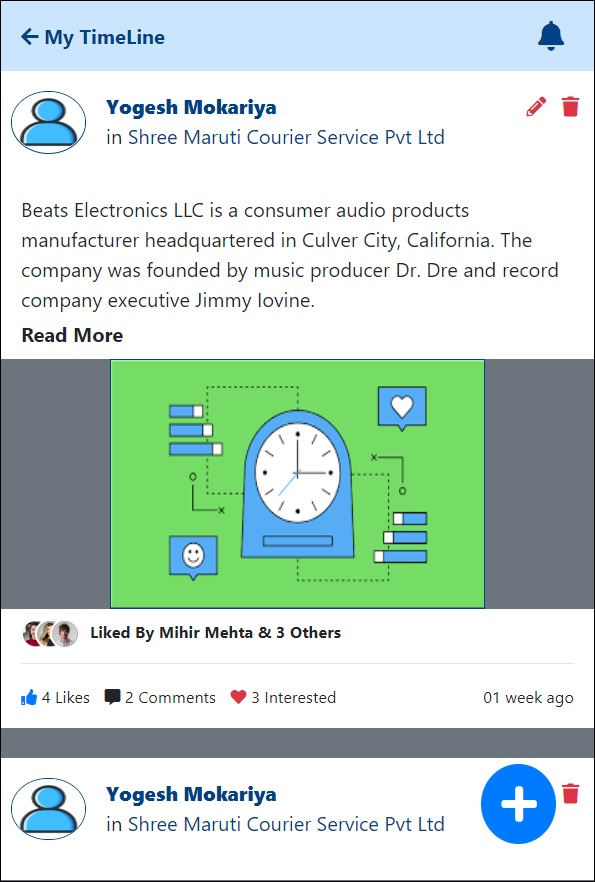 My TimeLine
Yogesh Mokariya
in Shree Maruti Courier Service Pvt Ltd
Beats Electronics LLC is a consumer audio products
manufacturer headquartered in Culver City, California. The
company was founded by music producer Dr. Dre and record
company executive Jimmy Iovine.
Read More
Liked By Mihir Mehta & 3 Others
4 Likes 2 Comments 3 Interested 01 week ago
Yogesh Mokariya
in Shree Maruti Courier Service Pvt Ltd